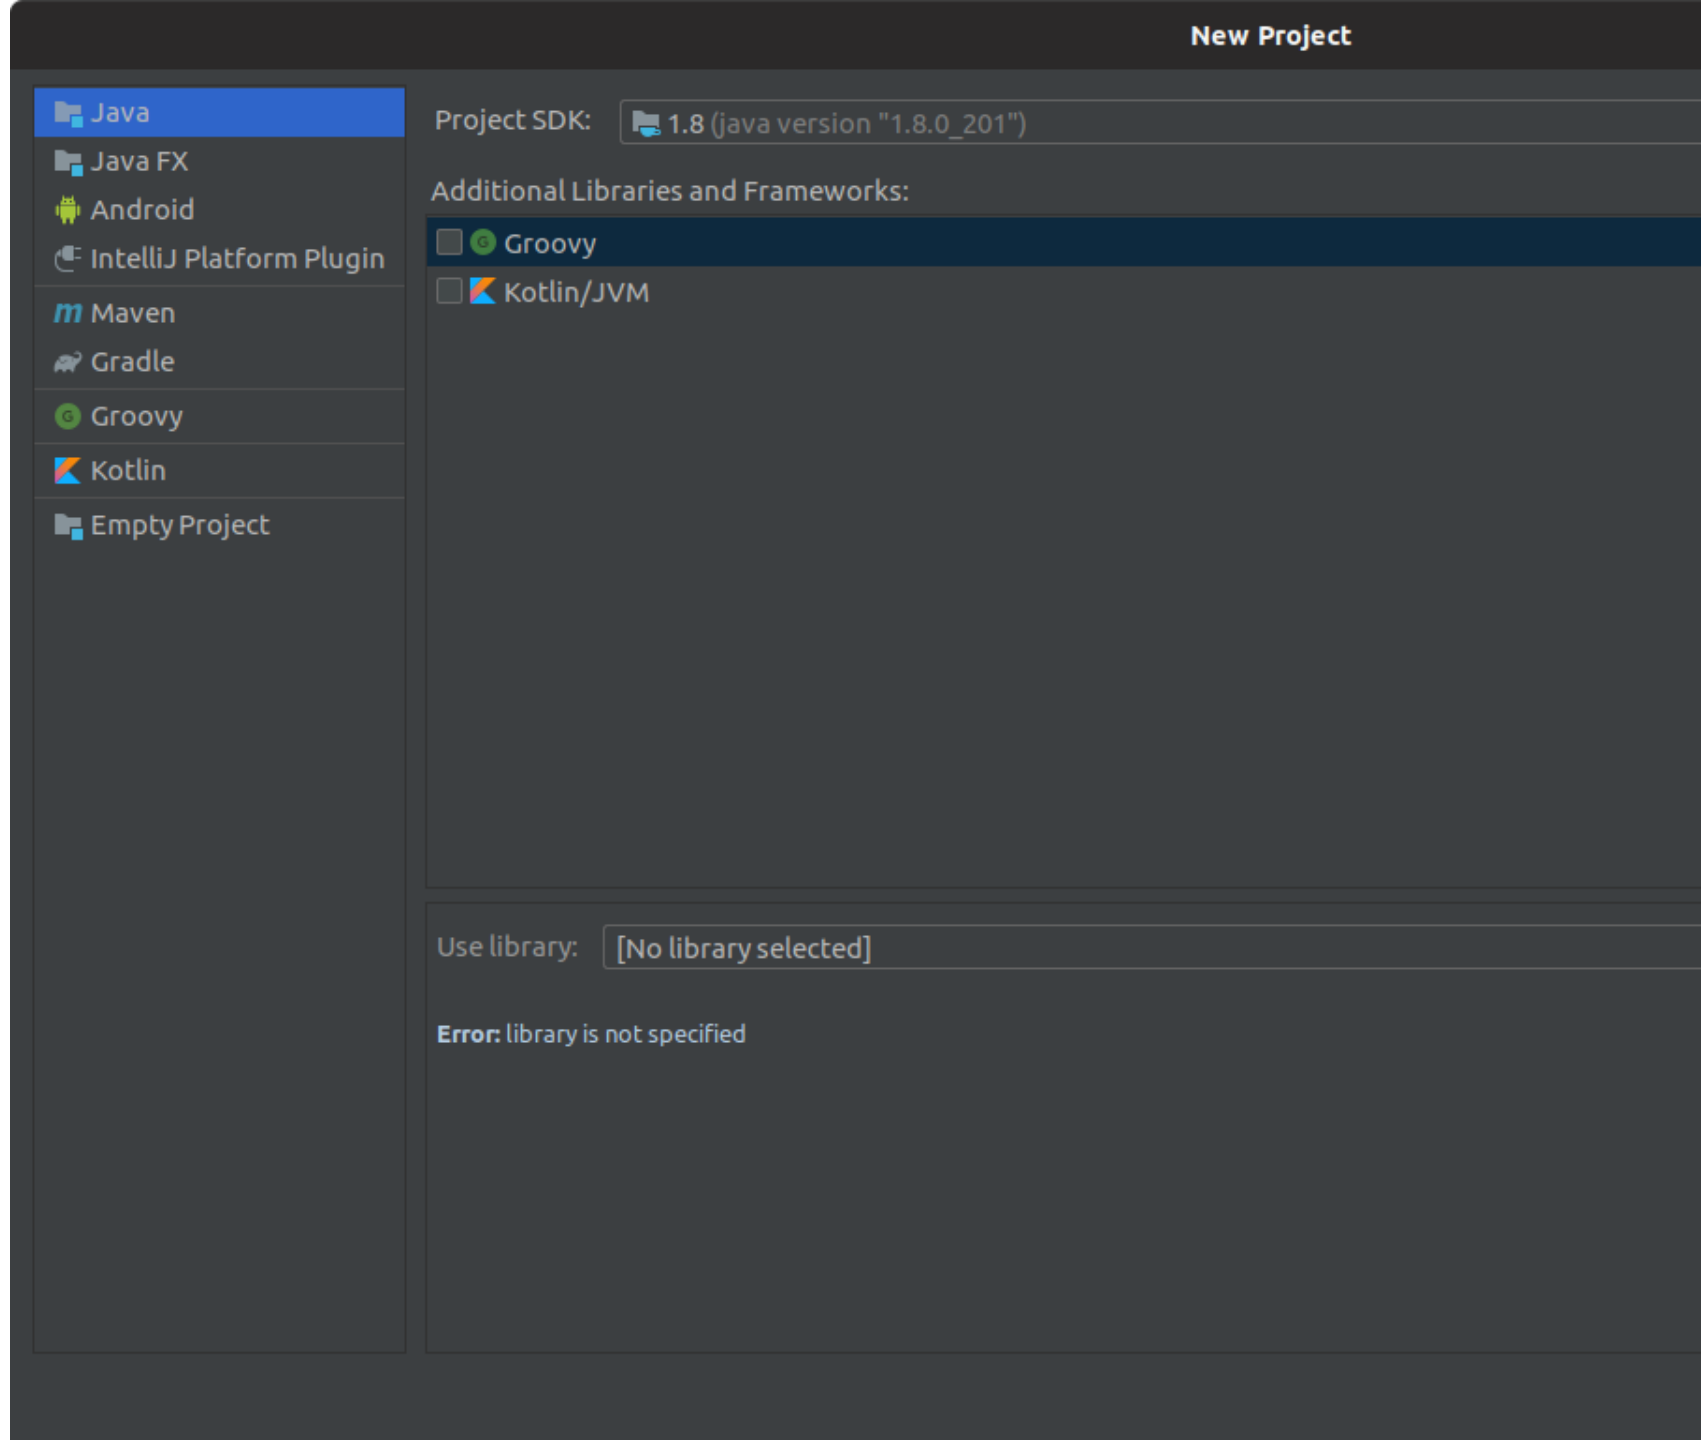 New Project
Java
Java FX
Android
IntelliJ Platform Plugin
m Maven
Gradle
G Groovy
Kotlin
Empty Project
Project SDK: 1.8 (java version "1.8.0_201")
Additional Libraries and Frameworks:
G Groovy
Kotlin/JVM
Use library: [No library selected]
Error: library is not specified